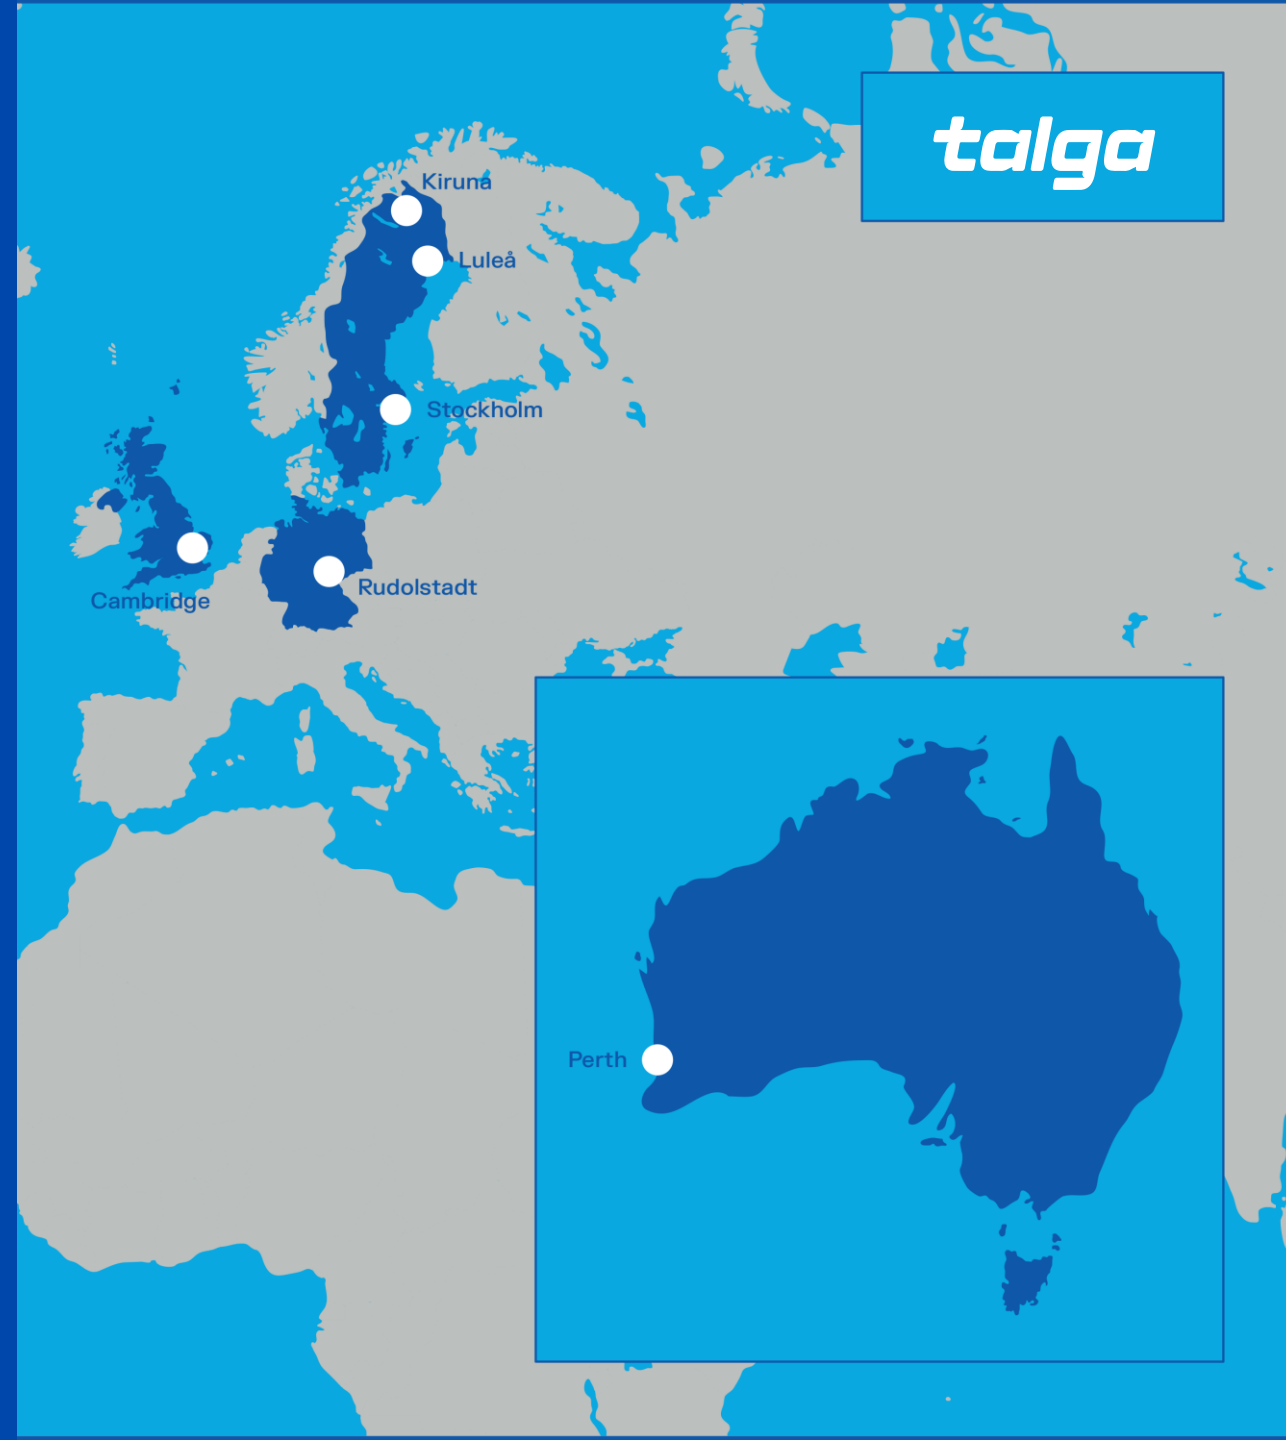 talga
Kiruna
Luleå
Stockholm
Rudolstadt
Cambridge
Perth